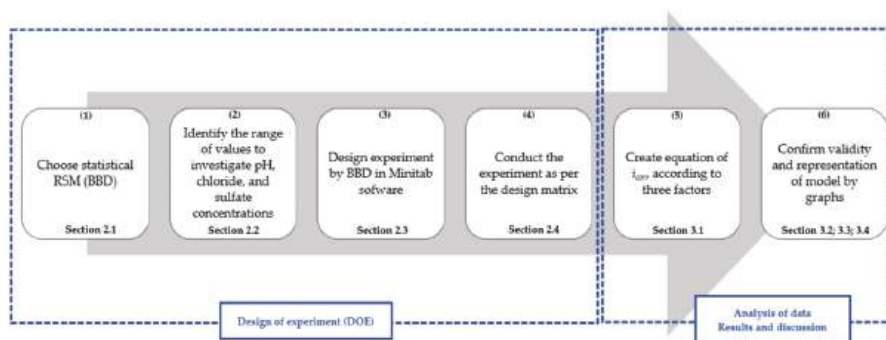 (1)
Choose statistical
RSM (BBD)
Section 2.1
(2)
Identify the range
of values to
investigate pH,
chloride, and
sulfate
concentrations
Section 2.2
(3)
Design experiment
by BBD in Minitab
sofware
Section 2.3
(4)
Conduct the
experiment as per
the design matrix
Section 2.4
(5)
Create equation of
icorr according to
three factors
Section 3.1
(6)
Confirm validity
and representation
of model by
graphs
Section 3.2; 3.3; 3.4
Design of experiment (DOE)
Analysis of data
Results and discussion